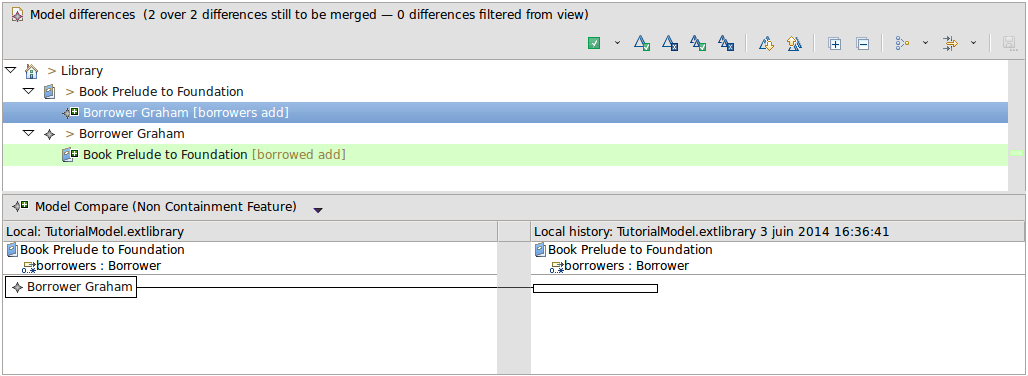 Model differences (2 over 2 differences still to be merged — 0 differences filtered from view)
> Library
> Book Prelude to Foundation
Borrower Graham [borrowers add]
> Borrower Graham
Book Prelude to Foundation [borrowed add]
Model Compare (Non Containment Feature)
Local: TutorialModel.extlibrary
Local history: TutorialModel.extlibrary 3 juin 2014 16:36:41
Book Prelude to Foundation
Book Prelude to Foundation
0..* borrowers : Borrower
0..* borrowers : Borrower
Borrower Graham